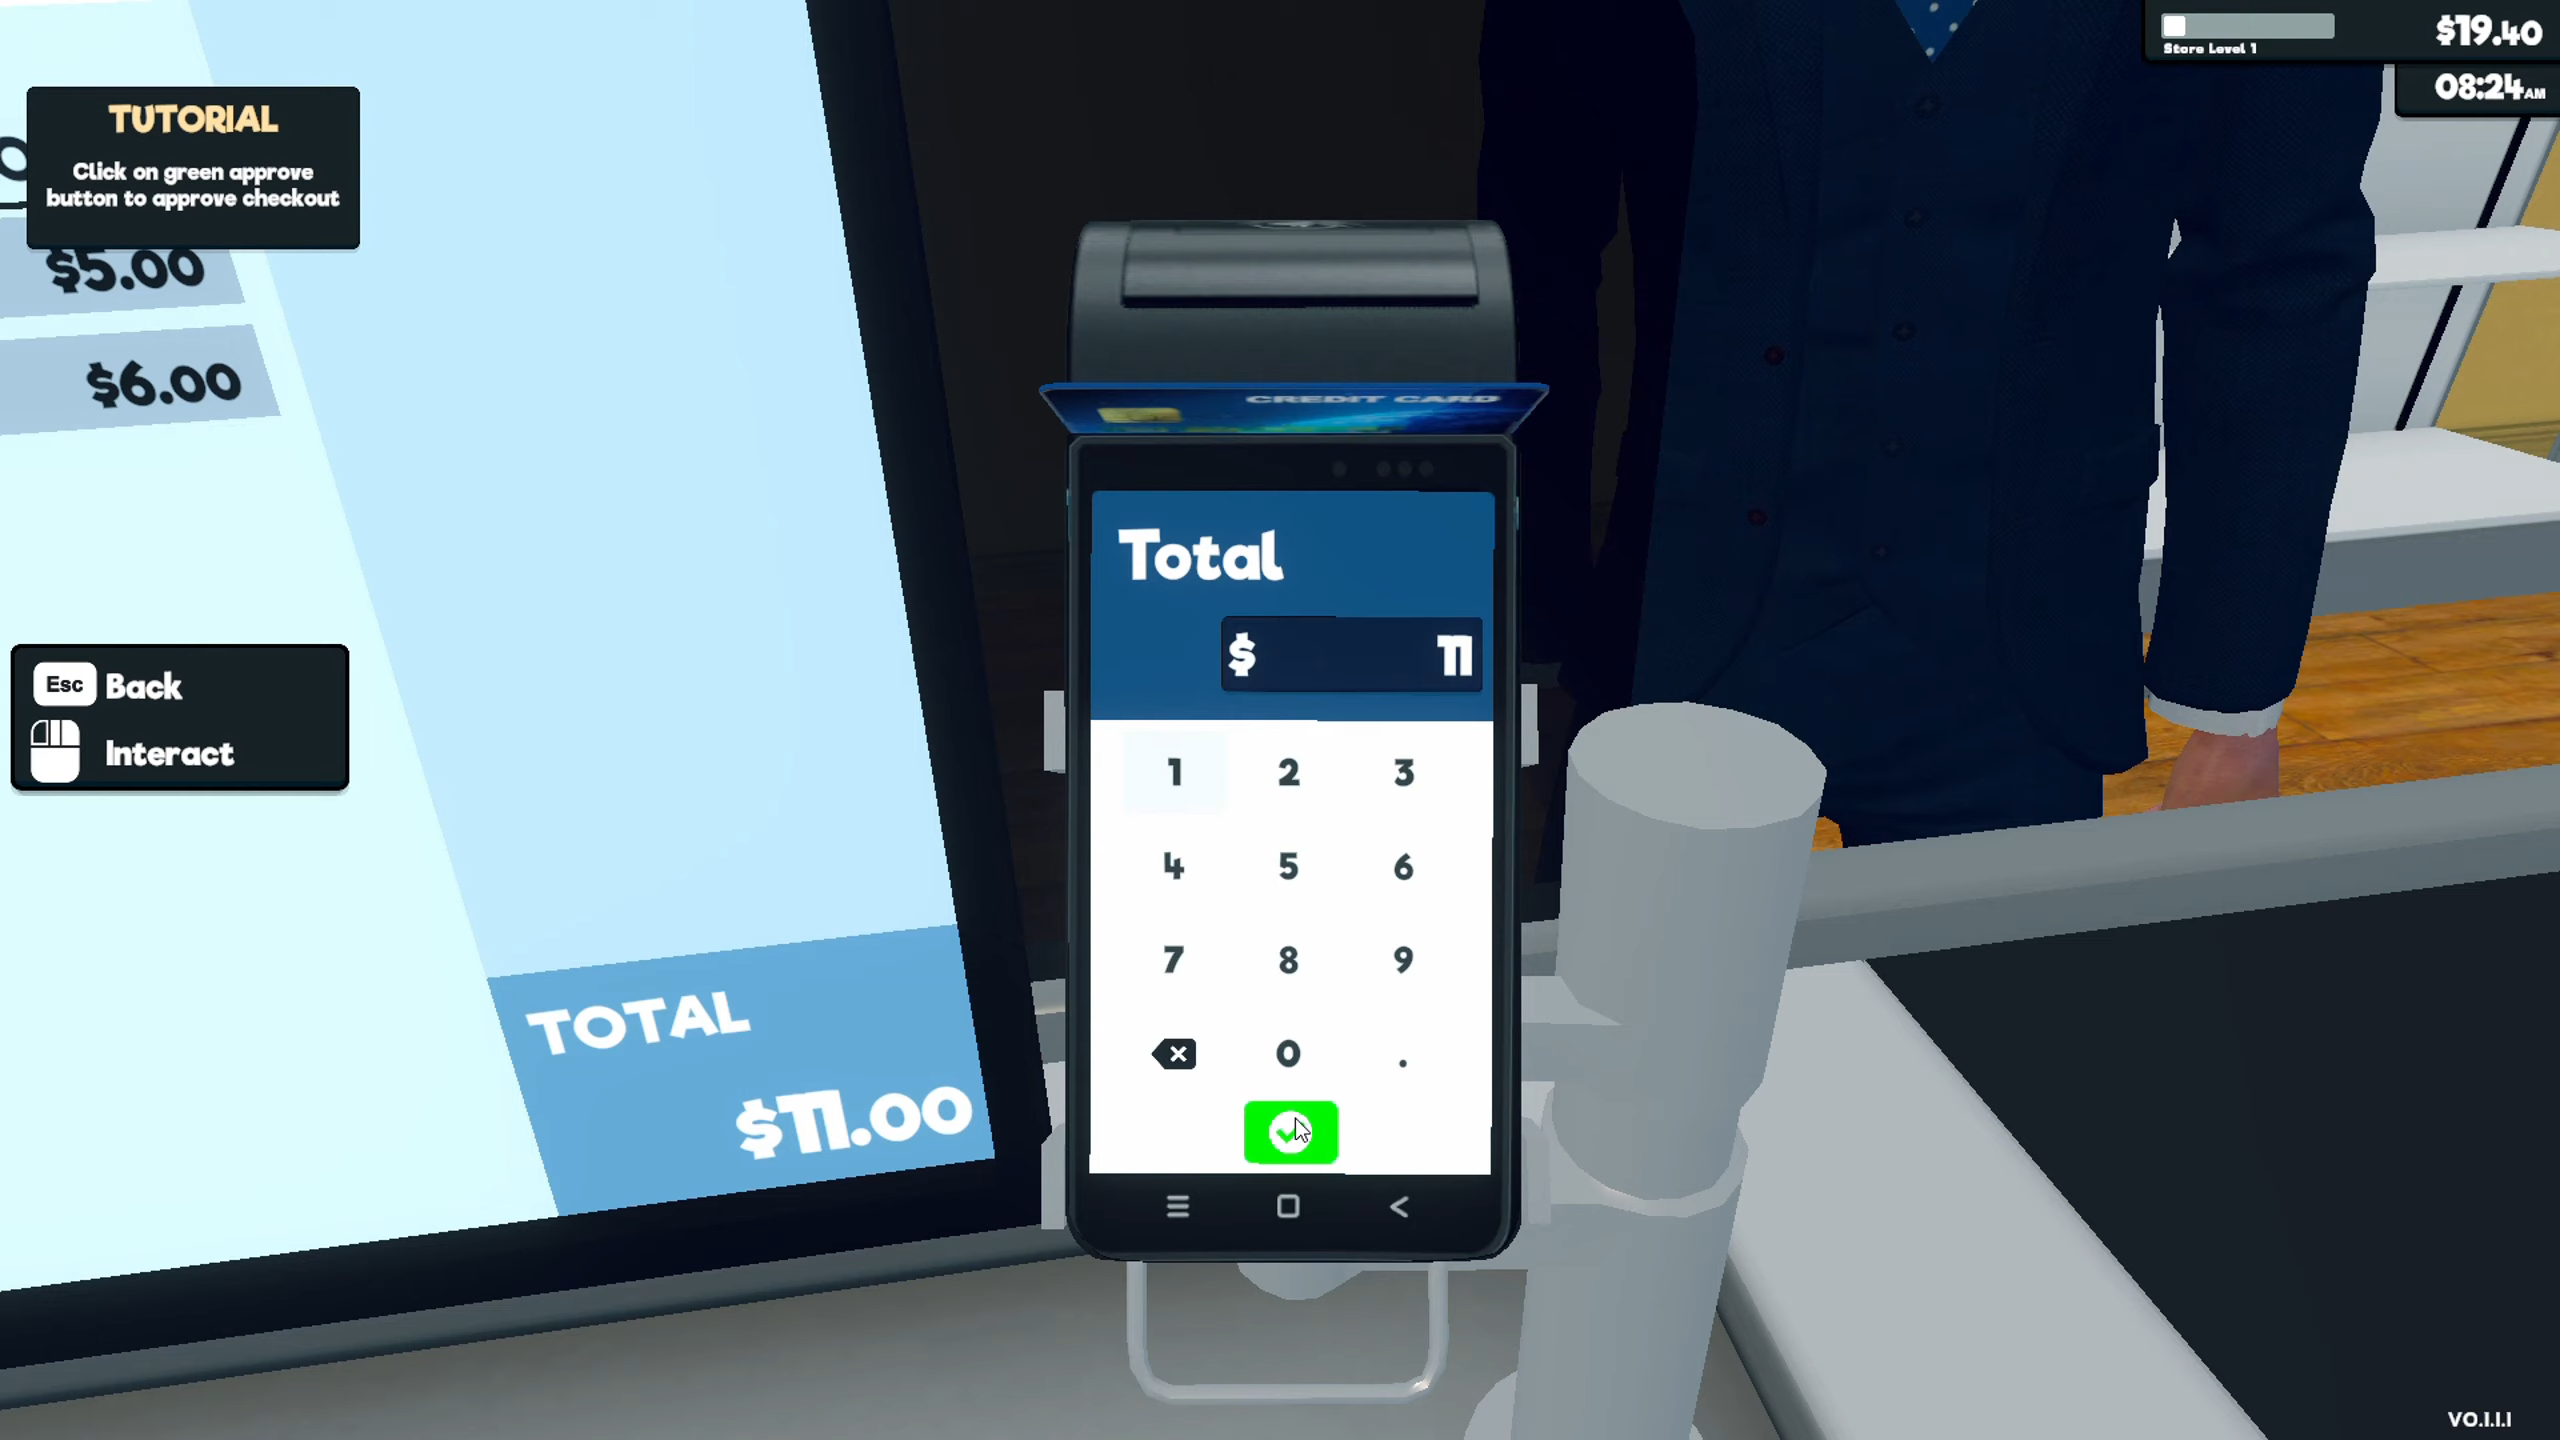 TUTORIAL
Click on green approve
button to approve checkout
$5.00
$6.00
Esc Back
Interact
TOTAL
$11.00
CREDIT CARD
Total
$ 11
1 2 3
4 5 6
7 8 9
0 .
Store Level 1
$19.40
08:24AM
V0.1.1.1